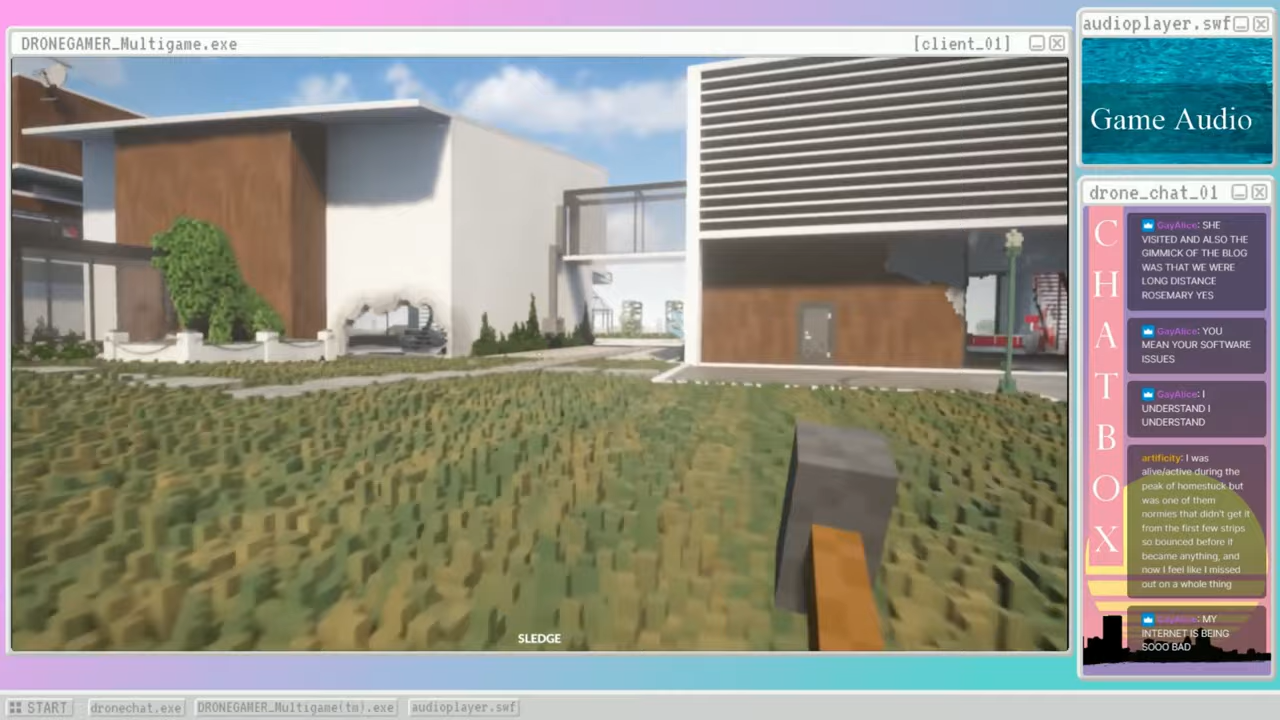 DRONEGAMER_Multigame.exe
[client_01]
audioplayer.swf
Game Audio
drone_chat_01
CHATBOX
GayAlice: SHE
VISITED AND ALSO THE
GIMMICK OF THE BLOG
WAS THAT WE WERE
LONG DISTANCE
ROSEMARY YES
GayAlice: YOU
MEAN YOUR SOFTWARE
ISSUES
GayAlice: I
UNDERSTAND I
UNDERSTAND
artificity: I was
alive/active during the
peak of homestuck but
was one of them
normies that didn't get it
from the first few strips
so bounced before it
became anything, and
now I feel like I missed
out on a whole thing
GayAlice: MY
INTERNET IS BEING
SOOO BAD
SLEDGE
START
dronechat.exe
DRONEGAMER_Multigame(tm).exe
audioplayer.swf